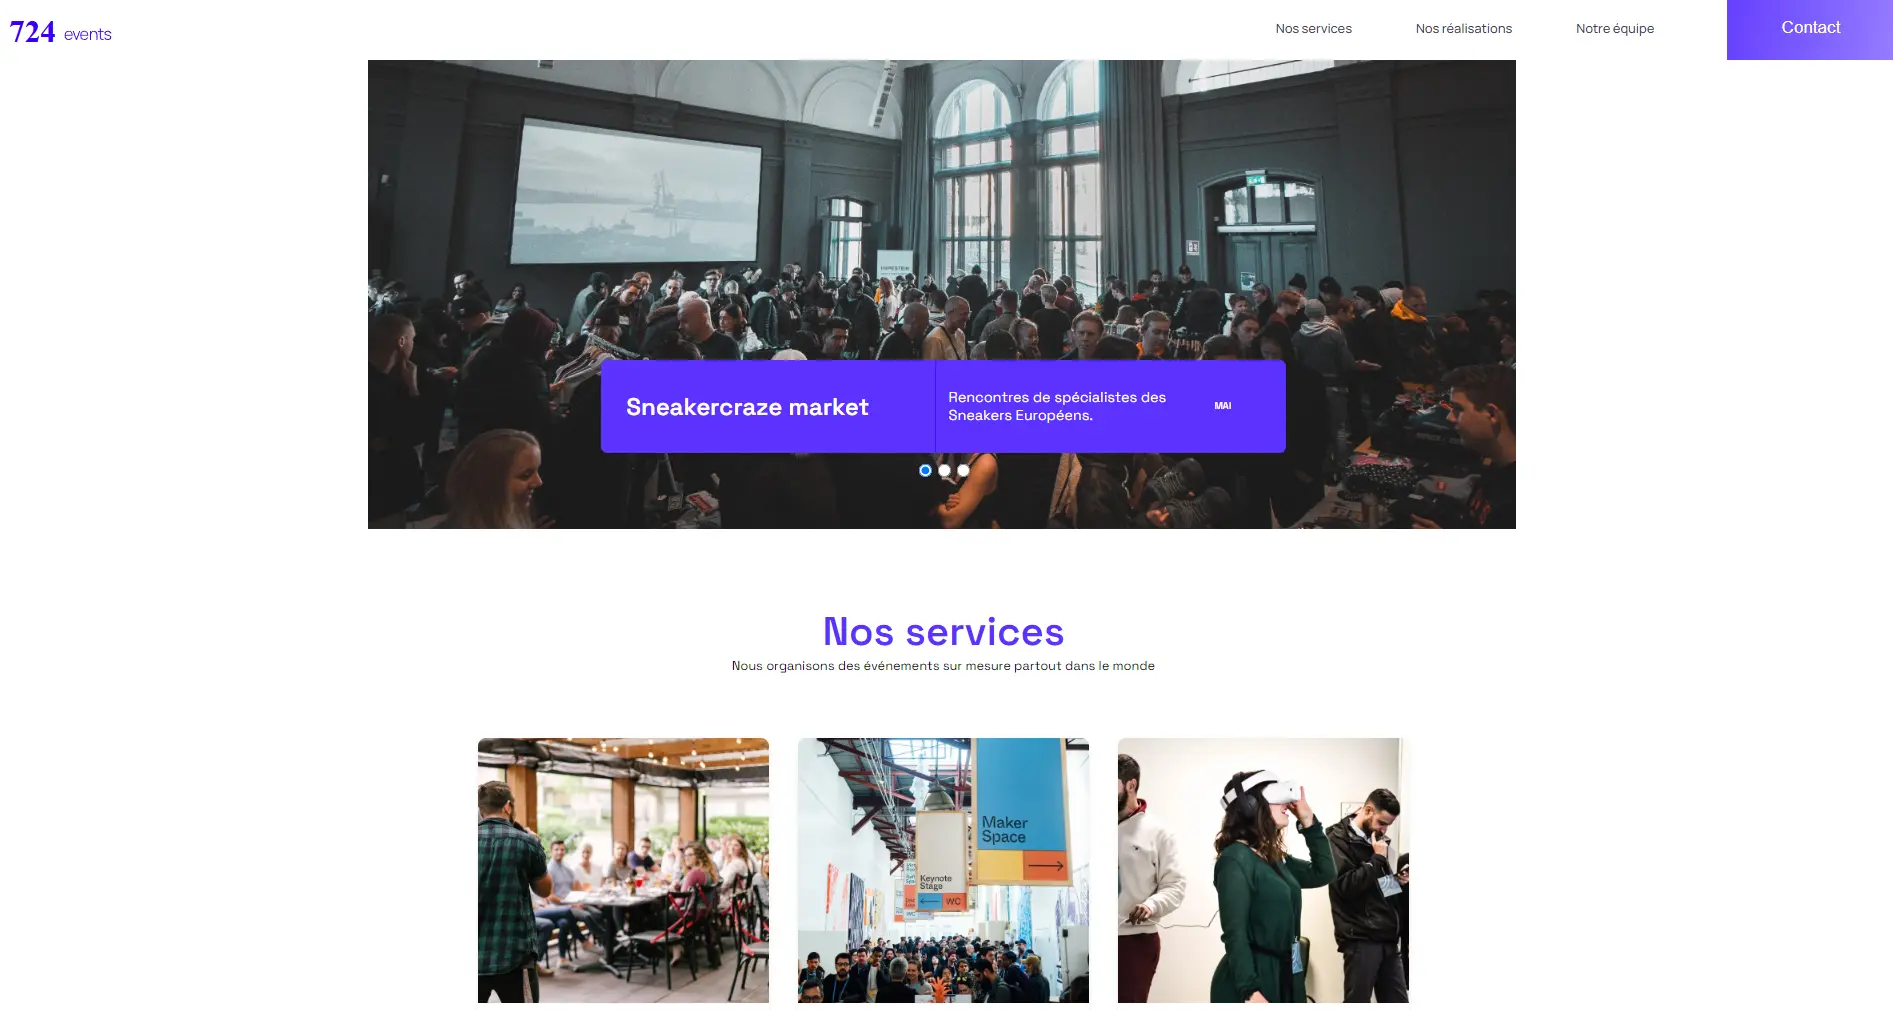 724 events
Nos services
Nos réalisations
Notre équipe
Contact
Sneakercraze market
Rencontres de spécialistes des
Sneakers Européens.
MAI
Nos services
Nous organisons des événements sur mesure partout dans le monde
Maker
Space
Keynote
Stage
WC